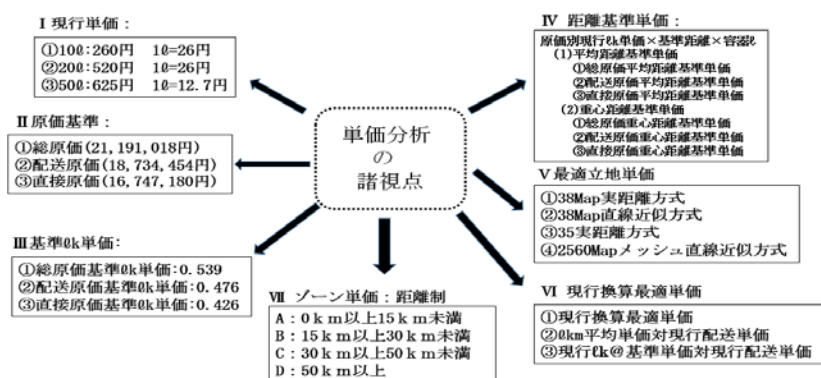 Ⅰ 現行単価:
①10ℓ:260円 1ℓ=26円
②20ℓ:520円 1ℓ=26円
③50ℓ:625円 1ℓ=12.7円
Ⅱ原価基準:
①総原価(21,191,018円)
②配送原価(18,734,454円)
③直接原価(16,747,180円)
Ⅲ基準ℓk単価:
①総原価基準ℓk単価:0.539
②配送原価基準ℓk単価:0.476
③直接原価基準ℓk単価:0.426
単価分析
の
諸視点
Ⅶ ゾーン単価:距離制
A:0km以上15km未満
B:15km以上30km未満
C:30km以上50km未満
D:50km以上
Ⅳ 距離基準単価:
原価別現行ℓk単価×基準距離×容器ℓ
(1)平均距離基準単価
①総原価平均距離基準単価
②配送原価平均距離基準単価
③直接原価平均距離基準単価
(2)重心距離基準単価
①総原価重心距離基準単価
②配送原価重心距離基準単価
③直接原価重心距離基準単価
Ⅴ最適立地単価
①38Map実距離方式
②38Map直線近似方式
③35実距離方式
④2560Mapメッシュ直線近似方式
Ⅵ 現行換算最適単価
①現行換算最適単価
②ℓkm平均単価対現行配送単価
③現行ℓk@基準単価対現行配送単価